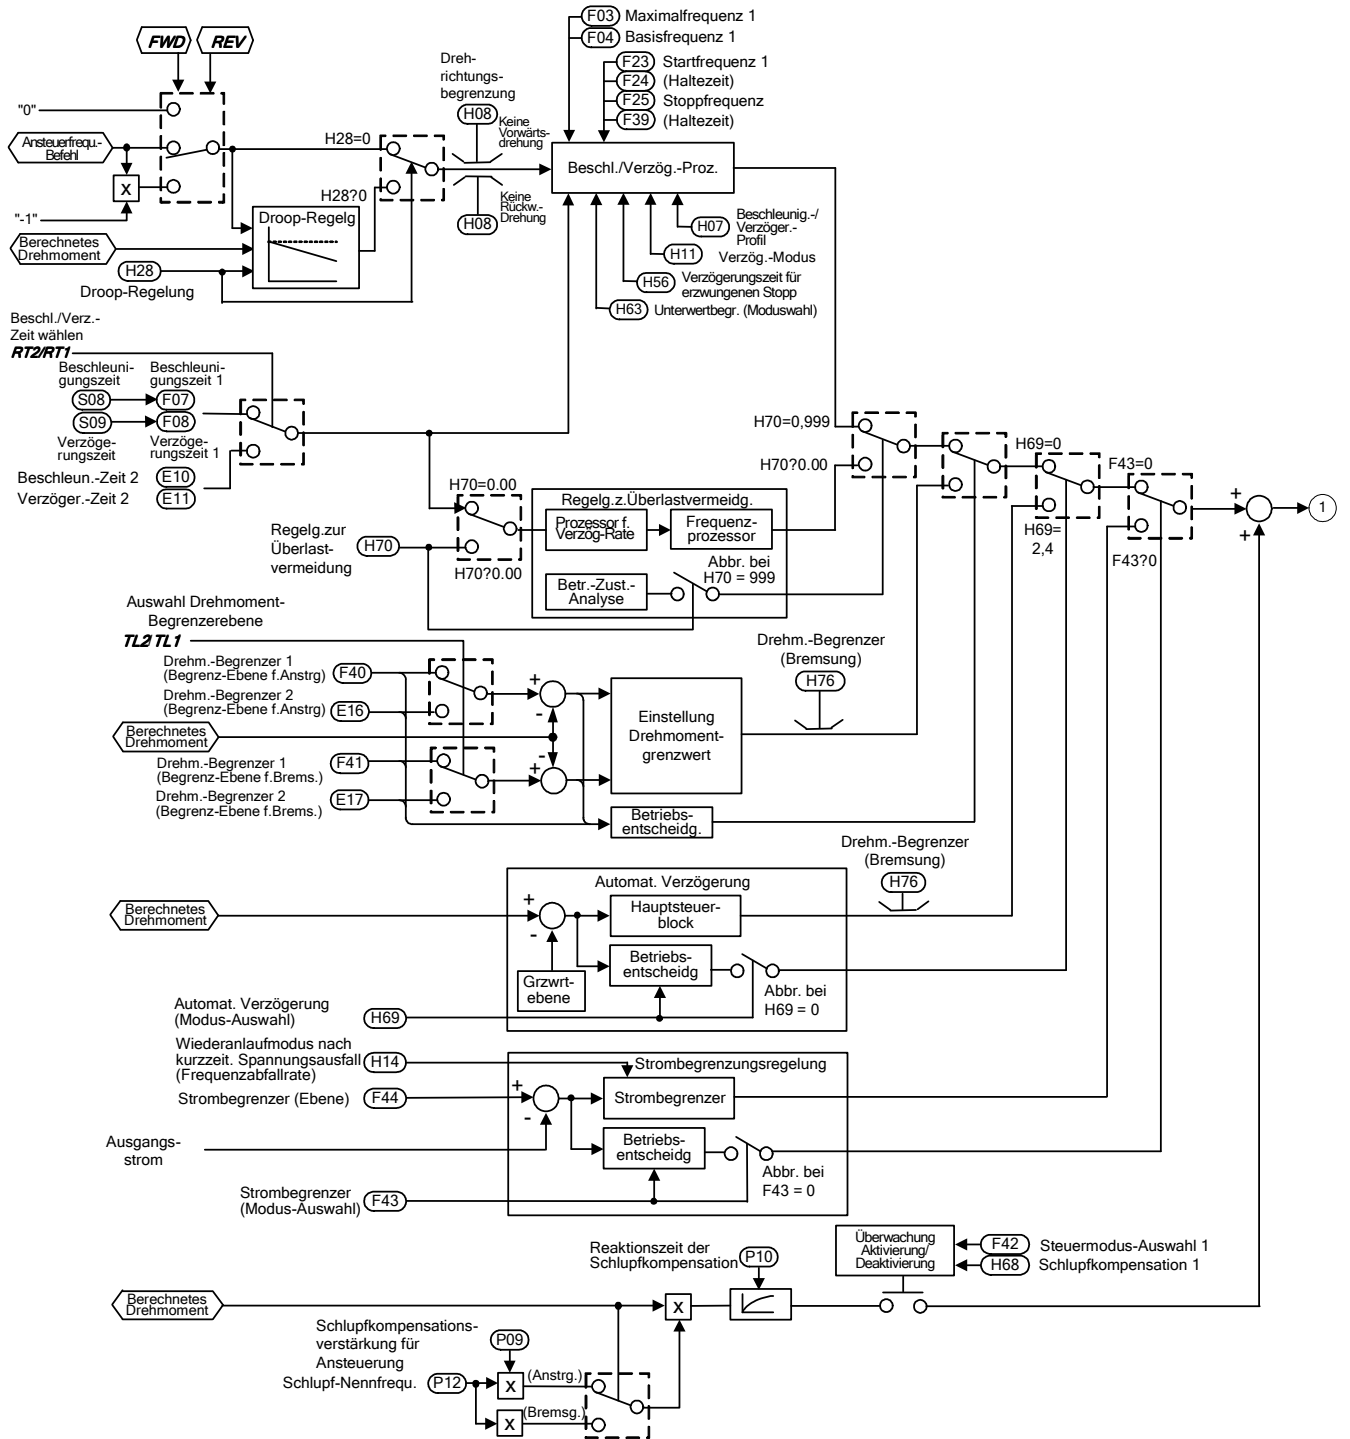 FWD
REV
"0"
Ansteuerfrequ.-
Befehl
X
"-1"
Berechnetes
Drehmoment
H28
Droop-Regelung
H28=0
H28?0
Droop-Regelg
Dreh-
richtungs-
begrenzung
H08
Keine
Vorwärts-
drehung
Keine
Rückw.-
Drehung
H08
F03 Maximalfrequenz 1
F04 Basisfrequenz 1
F23 Startfrequenz 1
F24 (Haltezeit)
F25 Stoppfrequenz
F39 (Haltezeit)
Beschl./Verzög.-Proz.
H07
Beschleunig.-/
Verzöger.-
Profil
H11 Verzög.-Modus
H56
Verzögerungszeit für
erzwungenen Stopp
H63 Unterwertbegr. (Moduswahl)
Beschl./Verz.-
Zeit wählen
RT2/RT1
Beschleuni-
gungszeit
Beschleuni-
gungszeit 1
S08 F07
S09 F08
Verzöge-
rungszeit
Verzöge-
rungszeit 1
Beschleun.-Zeit 2 E10
Verzöger.-Zeit 2 E11
Regelg.zur
Überlast-
vermeidung
H70
H70=0.00
H70?0.00
Regelg.z.Überlastvermeidg.
Prozessor f.
Verzög-Rate
Frequenz-
prozessor
Betr.-Zust.-
Analyse
Abbr. bei
H70 = 999
H70=0,999
H70?0.00
H69=0
H69=
2,4
F43=0
F43?0
+
+
1
Auswahl Drehmoment-
Begrenzerebene
TL2/TL1
Drehm.-Begrenzer 1
(Begrenz-Ebene f.Anstrg)
F40
Drehm.-Begrenzer 2
(Begrenz-Ebene f.Anstrg)
E16
Berechnetes
Drehmoment
Drehm.-Begrenzer 1
(Begrenz-Ebene f.Brems.)
F41
Drehm.-Begrenzer 2
(Begrenz-Ebene f.Brems.)
E17
+
-
-
+
Einstellung
Drehmoment-
grenzwert
Betriebs-
entscheidg.
Drehm.-Begrenzer
(Bremsung)
H76
Drehm.-Begrenzer
(Bremsung)
H76
Berechnetes
Drehmoment
Automat. Verzögerung
+
-
Hauptsteuer-
block
Betriebs-
entscheidg
Grzwrt-
ebene
Abbr. bei
H69 = 0
Automat. Verzögerung
(Modus-Auswahl)
H69
Wiederanlaufmodus nach
kurzzeit. Spannungsausfall
(Frequenzabfallrate)
H14
Strombegrenzer (Ebene) F44
Ausgangs-
strom
Strombegrenzungsregelung
+
-
Strombegrenzer
Betriebs-
entscheidg
Abbr. bei
F43 = 0
Strombegrenzer
(Modus-Auswahl)
F43
Reaktionszeit der
Schlupfkompensation
P10
Überwachung
Aktivierung/
Deaktivierung
F42 Steuermodus-Auswahl 1
H68 Schlupfkompensation 1
Berechnetes
Drehmoment
X
Schlupfkompensations-
verstärkung für
Ansteuerung
P09
Schlupf-Nennfrequ. P12
X
(Anstrg.)
X
(Bremsg.)